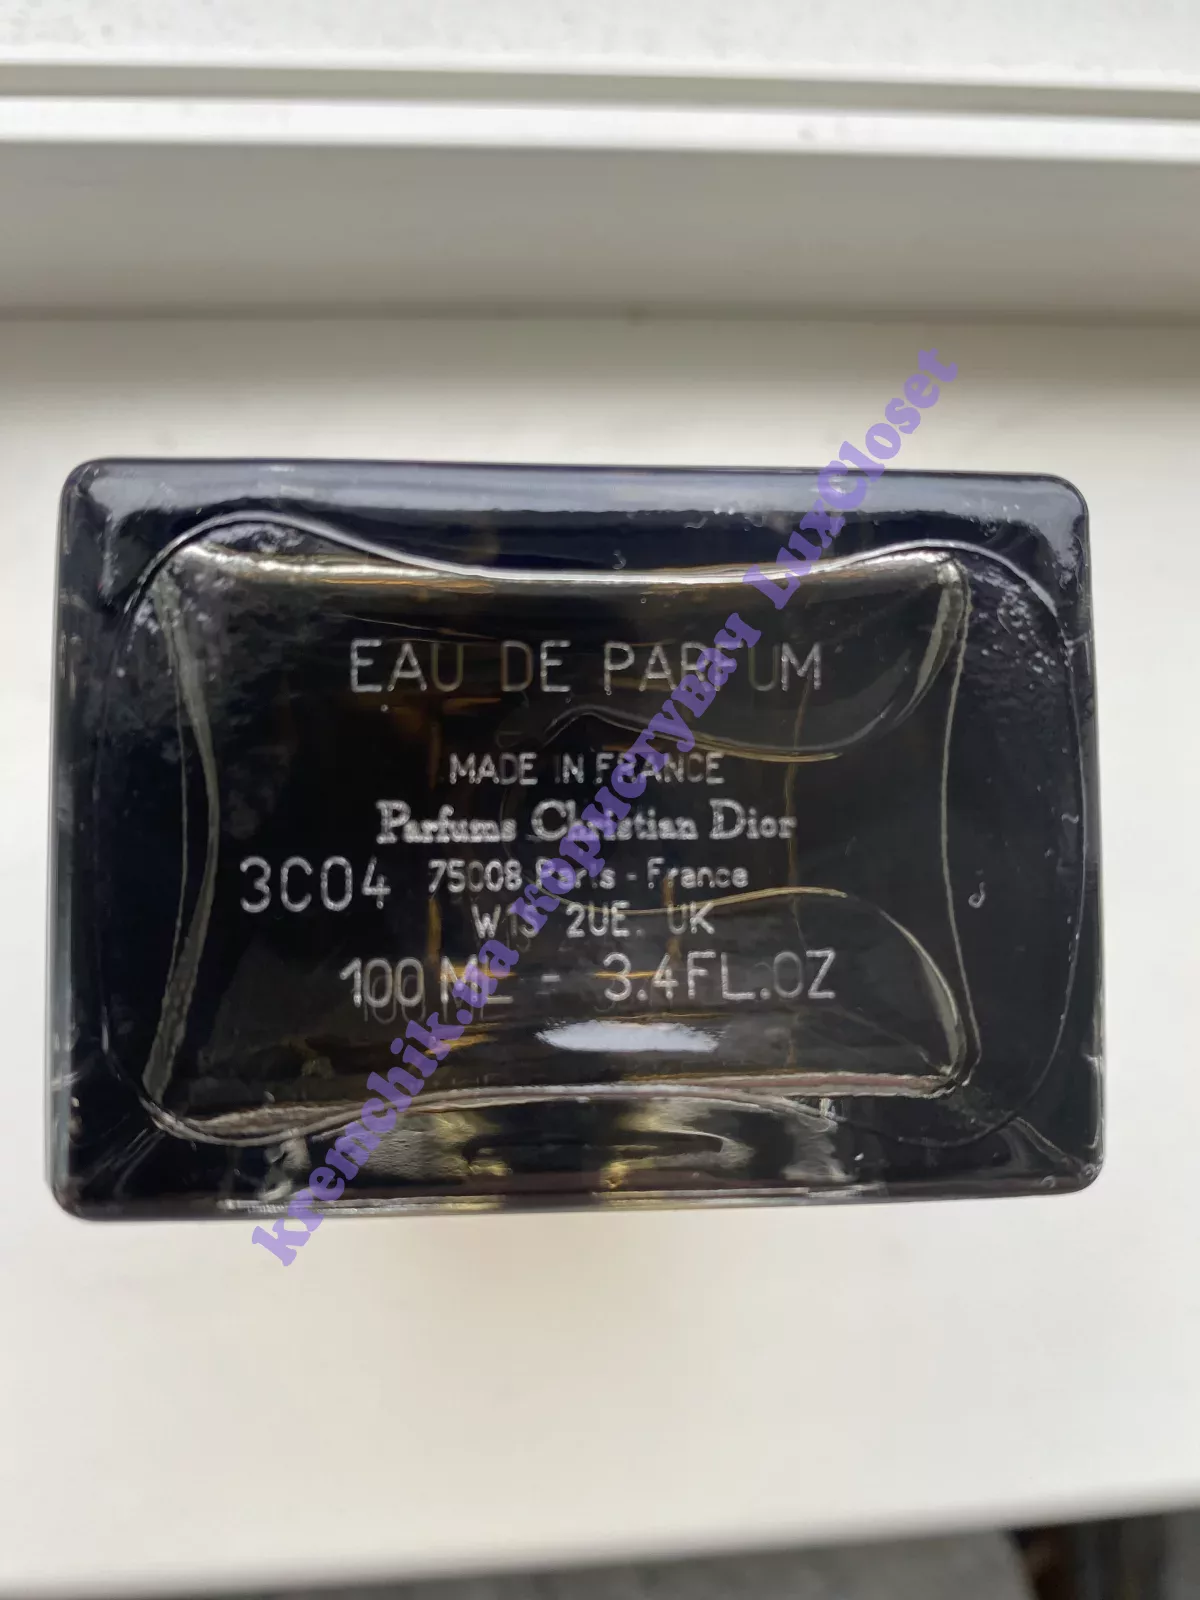 EAU DE PARFUM
MADE IN FRANCE
Parfums Christian Dior
3C04
75008 Paris - France
W1S 2UE. UK
100 ML - 3.4FL.OZ
kremchik.ua користувач LuxCloset